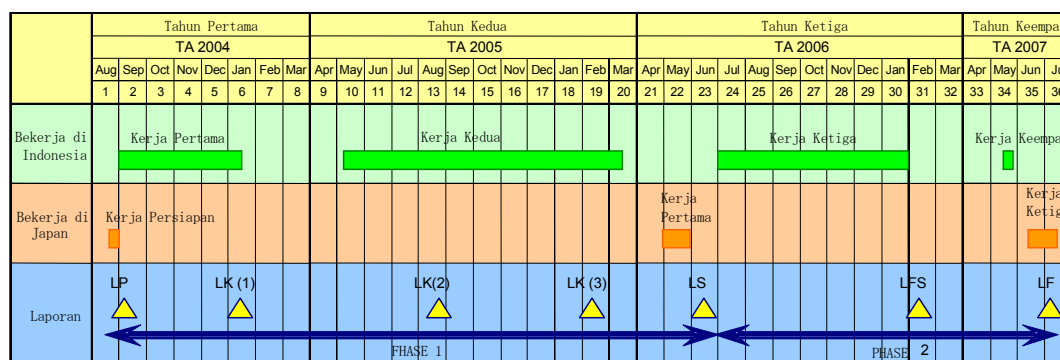 Tahun Pertama Tahun Kedua Tahun Ketiga Tahun Keempa
TA 2004 TA 2005 TA 2006 TA 2007
Aug Sep Oct Nov Dec Jan Feb Mar Apr May Jun Jul Aug Sep Oct Nov Dec Jan Feb Mar Apr May Jun Jul Aug Sep Oct Nov Dec Jan Feb Mar Apr May Jun Ju
1 2 3 4 5 6 7 8 9 10 11 12 13 14 15 16 17 18 19 20 21 22 23 24 25 26 27 28 29 30 31 32 33 34 35 36
Bekerja di
Indonesia
Kerja Pertama Kerja Kedua Kerja Ketiga Kerja Keempa
Bekerja di
Japan
Kerja Persiapan
Kerja
Pertama
Kerja
Ketig
Laporan
LP LK (1) LK(2) LK (3) LS LFS LF
FHASE 1 PHASE 2